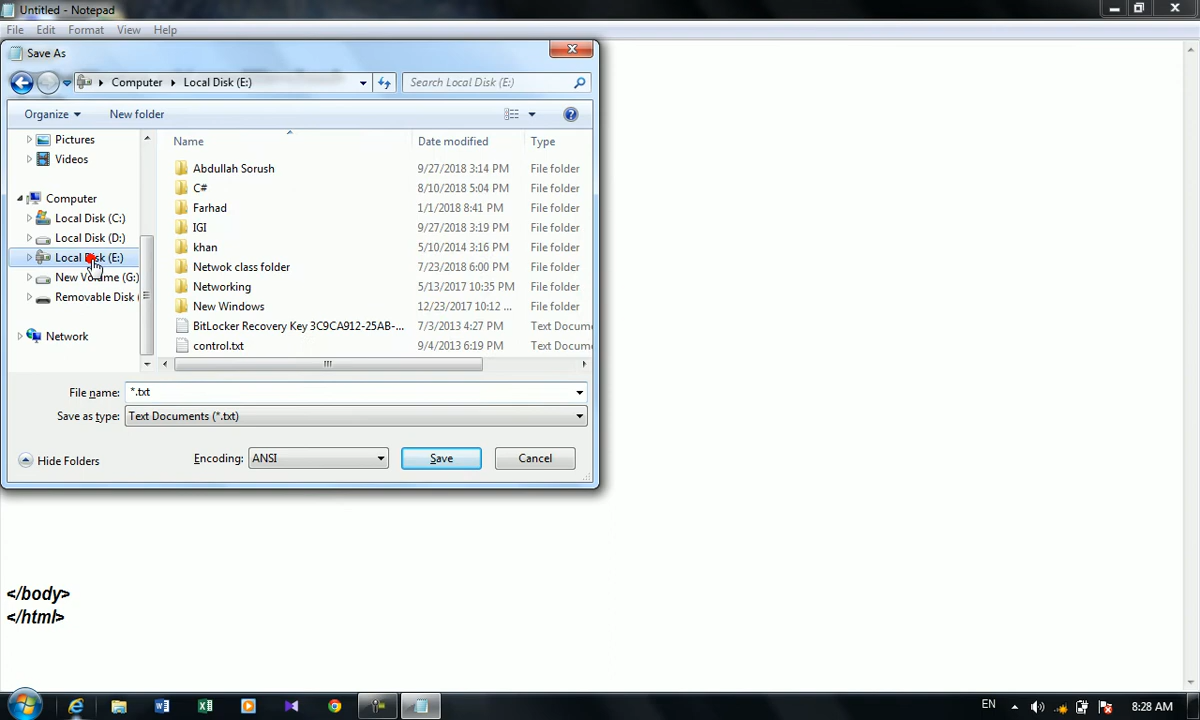 Untitled - Notepad
File Edit Format View Help
Save As
Computer Local Disk (E:) Search Local Disk (E:)
Organize New folder
Name Date modified Type
Pictures
Videos
Computer
Local Disk (C:)
Local Disk (D:)
Local Disk (E:)
New Volume (G:)
Removable Disk
Network
Abdullah Sorush 9/27/2018 3:14 PM File folder
C# 8/10/2018 5:04 PM File folder
Farhad 1/1/2018 8:41 PM File folder
IGI 9/27/2018 3:19 PM File folder
khan 5/10/2014 3:16 PM File folder
Netwok class folder 7/23/2018 6:00 PM File folder
Networking 5/13/2017 10:35 PM File folder
New Windows 12/23/2017 10:12 ... File folder
BitLocker Recovery Key 3C9CA912-25AB-... 7/3/2013 4:27 PM Text Docume
control.txt 9/4/2013 6:19 PM Text Docume
File name: *.txt
Save as type: Text Documents (*.txt)
Hide Folders Encoding: ANSI Save Cancel
</body>
</html>
EN 8:28 AM